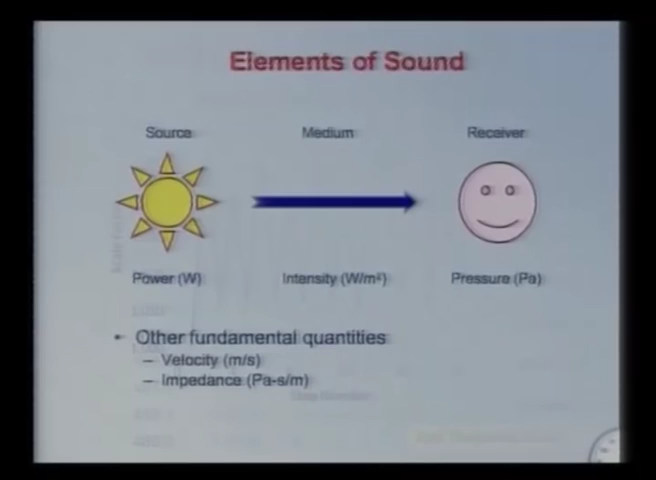 Elements of Sound
Source Medium Receiver
Power (W) Intensity (W/m²) Pressure (Pa)
• Other fundamental quantities
– Velocity (m/s)
– Impedance (Pa-s/m)